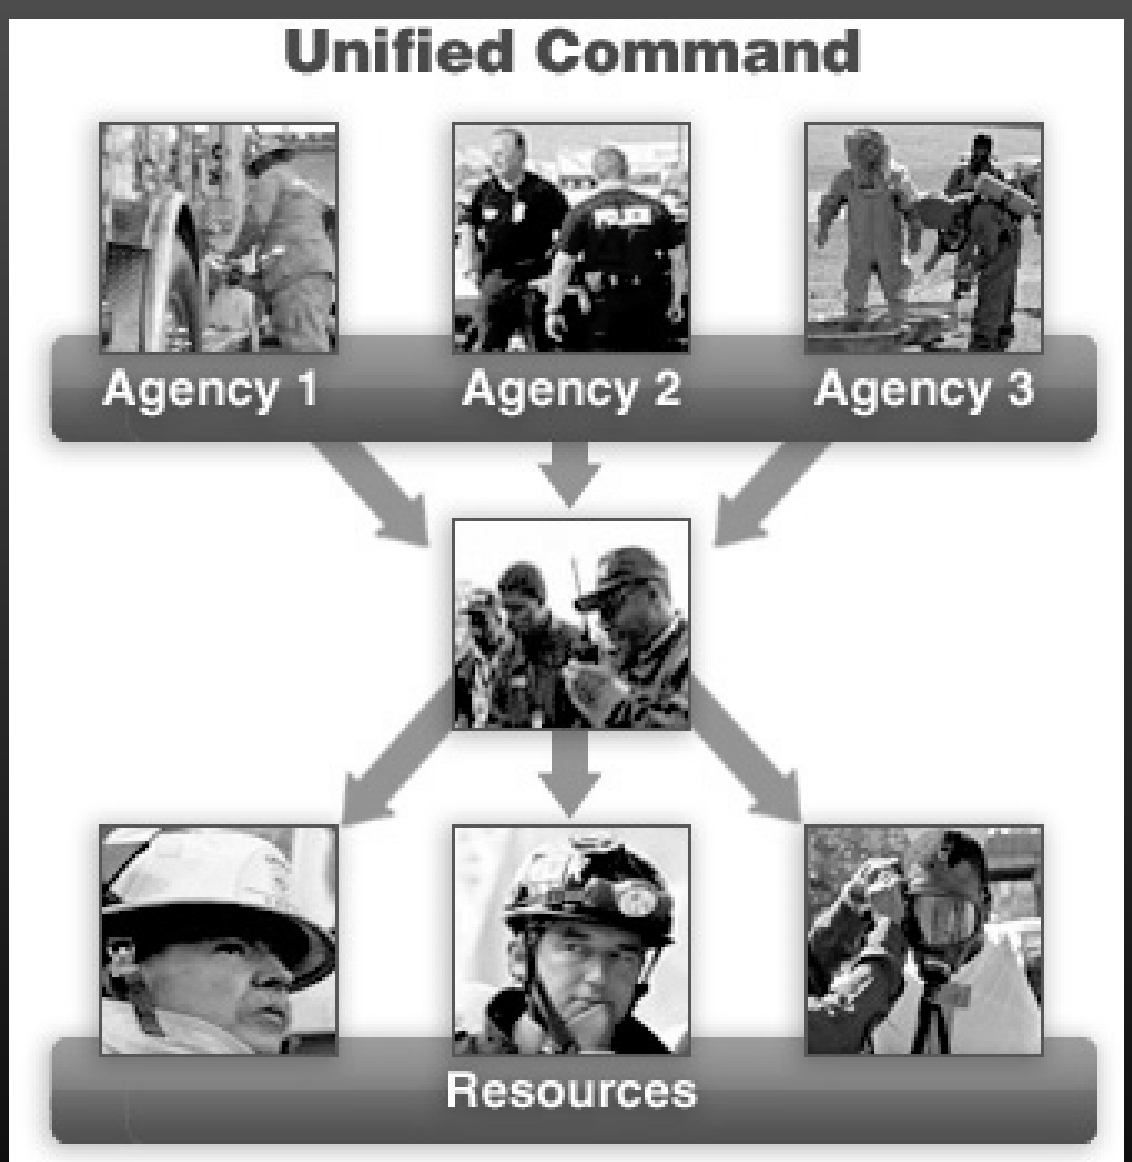 Unified Command
POLICE
Agency 1
Agency 2
Agency 3
Resources